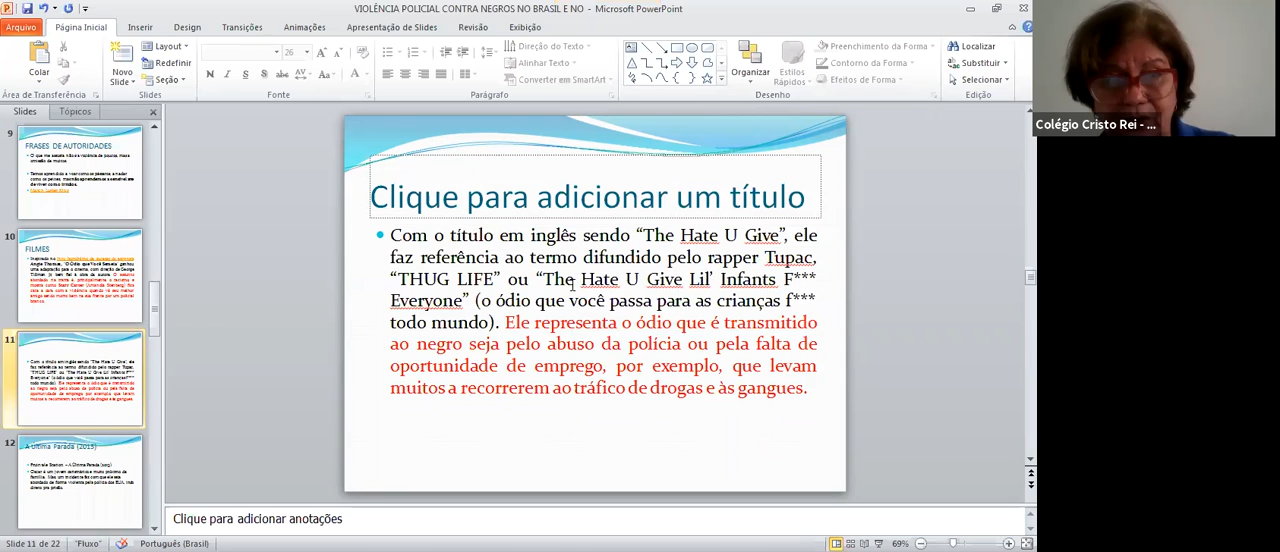 VIOLÊNCIA POLICIAL CONTRA NEGROS NO BRASIL E NO - Microsoft PowerPoint
Arquivo Página Inicial Inserir Design Transições Animações Apresentação de Slides Revisão Exibição
Colar
Área de Transferência
Novo Slide
Layout
Redefinir
Seção
Slides
26
N I S S abc AV Aa A
Fonte
Direção do Texto
Alinhar Texto
Converter em SmartArt
Parágrafo
Organizar
Estilos Rápidos
Preenchimento da Forma
Contorno da Forma
Efeitos de Forma
Desenho
Localizar
Substituir
Selecionar
Edição
Colégio Cristo Rei - ...
Slides Tópicos
9
FRASES DE AUTORIDADES
10
FILMES
11
12
A Última Parada (2013)
Clique para adicionar um título
Com o título em inglês sendo “The Hate U Give”, ele
faz referência ao termo difundido pelo rapper Tupac,
“THUG LIFE” ou “The Hate U Give Lil’ Infants F***
Everyone” (o ódio que você passa para as crianças f***
todo mundo). Ele representa o ódio que é transmitido
ao negro seja pelo abuso da polícia ou pela falta de
oportunidade de emprego, por exemplo, que levam
muitos a recorrerem ao tráfico de drogas e às gangues.
Clique para adicionar anotações
Slide 11 de 22 “Fluxo” Português (Brasil) 69%